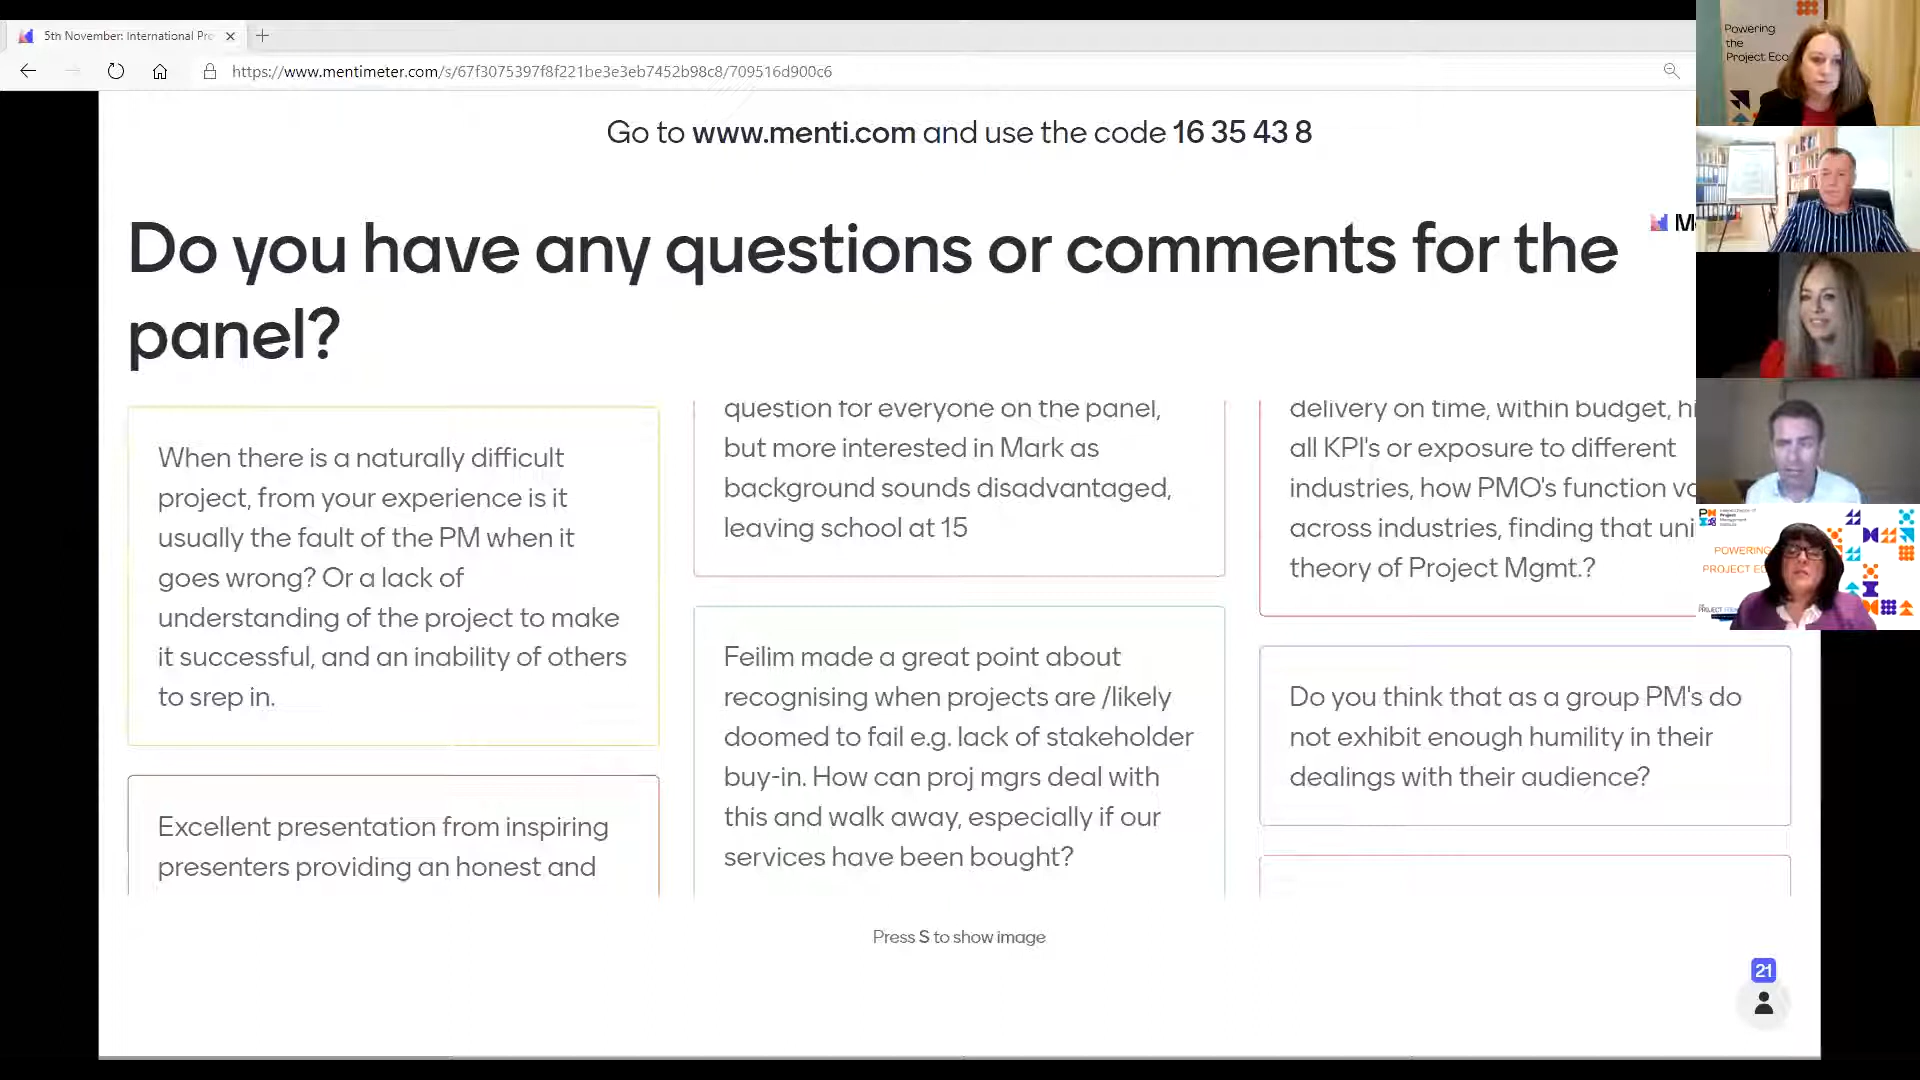 5th November: International Pro
https://www.mentimeter.com/s/67f3075397f8f221be3e3eb7452b98c8/709516d900c6
Go to www.menti.com and use the code 16 35 43 8
Do you have any questions or comments for the
panel?
When there is a naturally difficult
project, from your experience is it
usually the fault of the PM when it
goes wrong? Or a lack of
understanding of the project to make
it successful, and an inability of others
to srep in.
Excellent presentation from inspiring
presenters providing an honest and
question for everyone on the panel,
but more interested in Mark as
background sounds disadvantaged,
leaving school at 15
Feilim made a great point about
recognising when projects are /likely
doomed to fail e.g. lack of stakeholder
buy-in. How can proj mgrs deal with
this and walk away, especially if our
services have been bought?
delivery on time, within budget,
all KPI's or exposure to different
industries, how PMO's function
across industries, finding that
theory of Project Mgmt.?
Do you think that as a group PM's do
not exhibit enough humility in their
dealings with their audience?
Press S to show image
21
Powering
the
Project Eco
POWERING
PROJECT